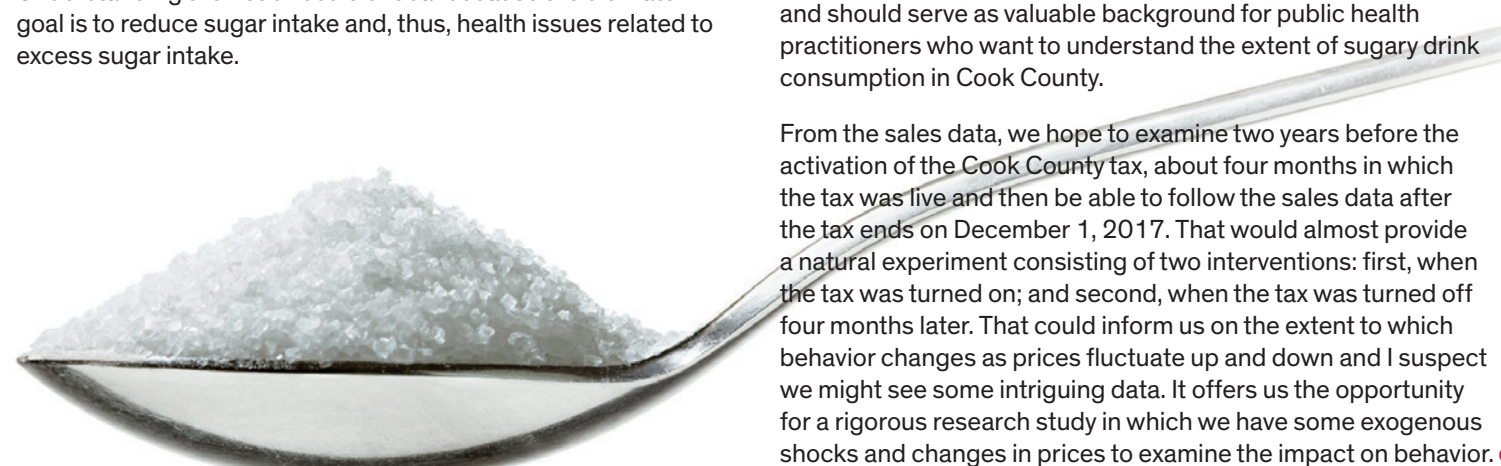 goal is to reduce sugar intake and, thus, health issues related to
excess sugar intake.
and should serve as valuable background for public health
practitioners who want to understand the extent of sugary drink
consumption in Cook County.
From the sales data, we hope to examine two years before the
activation of the Cook County tax, about four months in which
the tax was live and then be able to follow the sales data after
the tax ends on December 1, 2017. That would almost provide
a natural experiment consisting of two interventions: first, when
the tax was turned on; and second, when the tax was turned off
four months later. That could inform us on the extent to which
behavior changes as prices fluctuate up and down and I suspect
we might see some intriguing data. It offers us the opportunity
for a rigorous research study in which we have some exogenous
shocks and changes in prices to examine the impact on behavior.